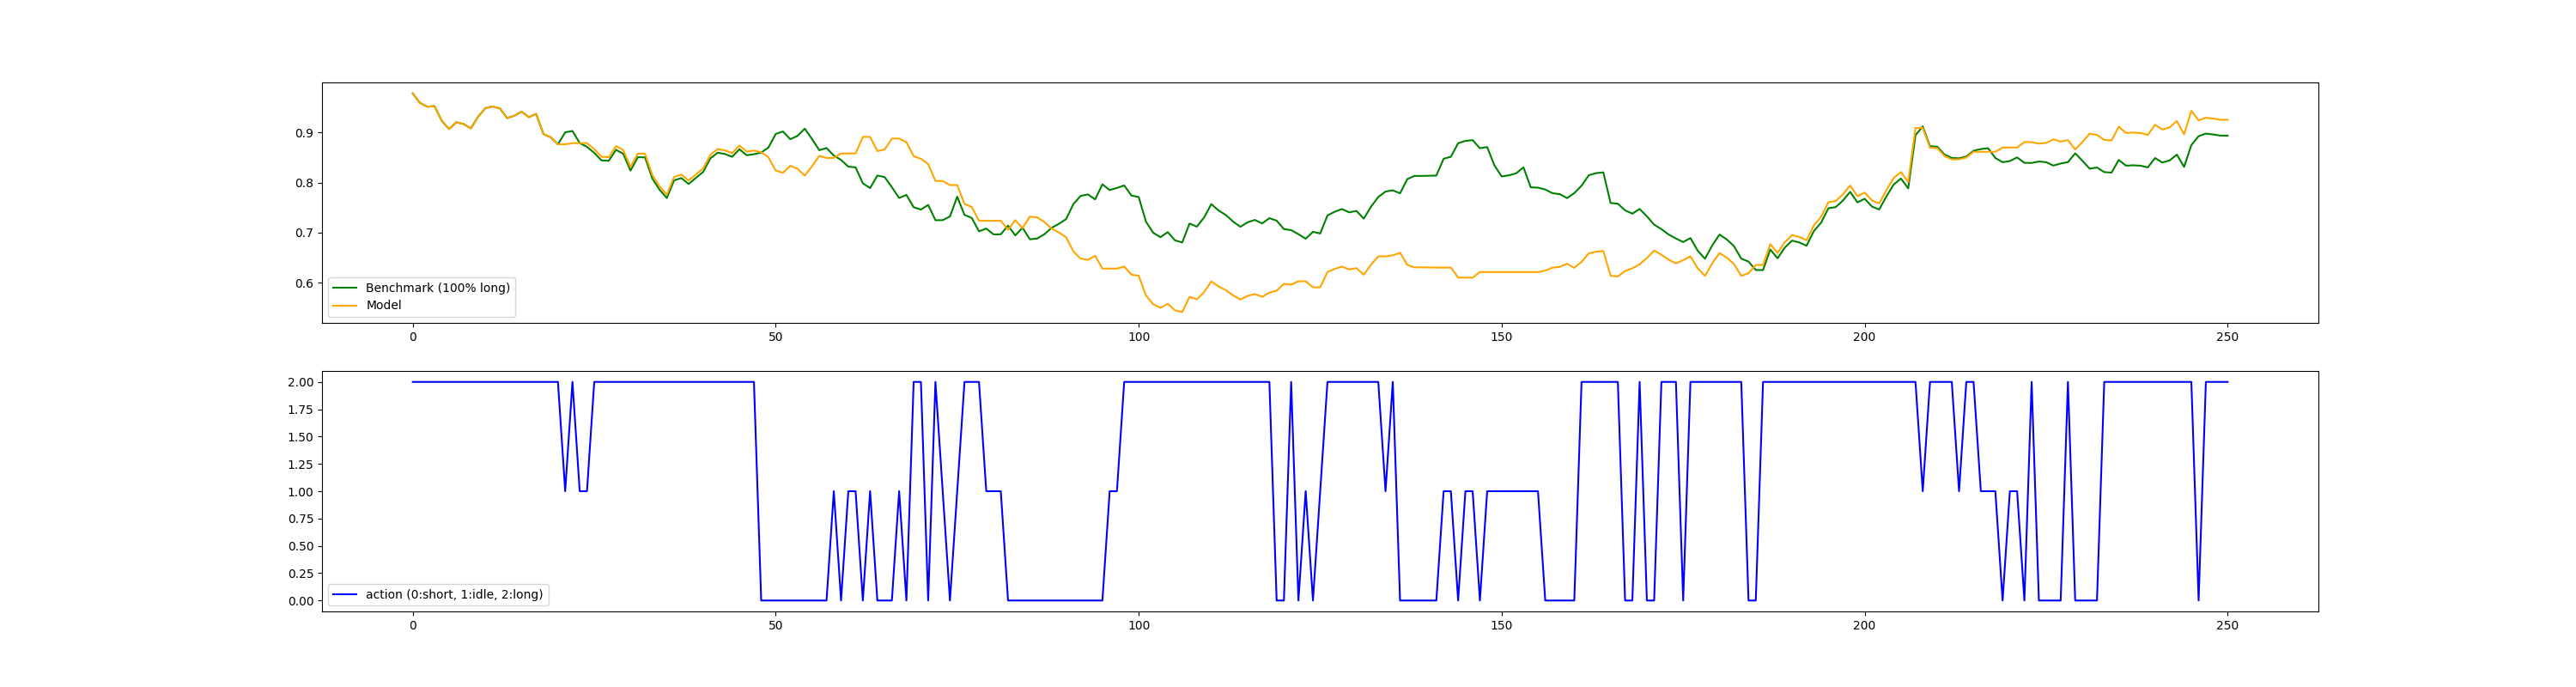 0.9
0.8
0.7
0.6
Benchmark (100% long)
Model
0 50 100 150 200 250
2.00
1.75
1.50
1.25
1.00
0.75
0.50
0.25
0.00
action (0:short, 1:idle, 2:long)
0 50 100 150 200 250